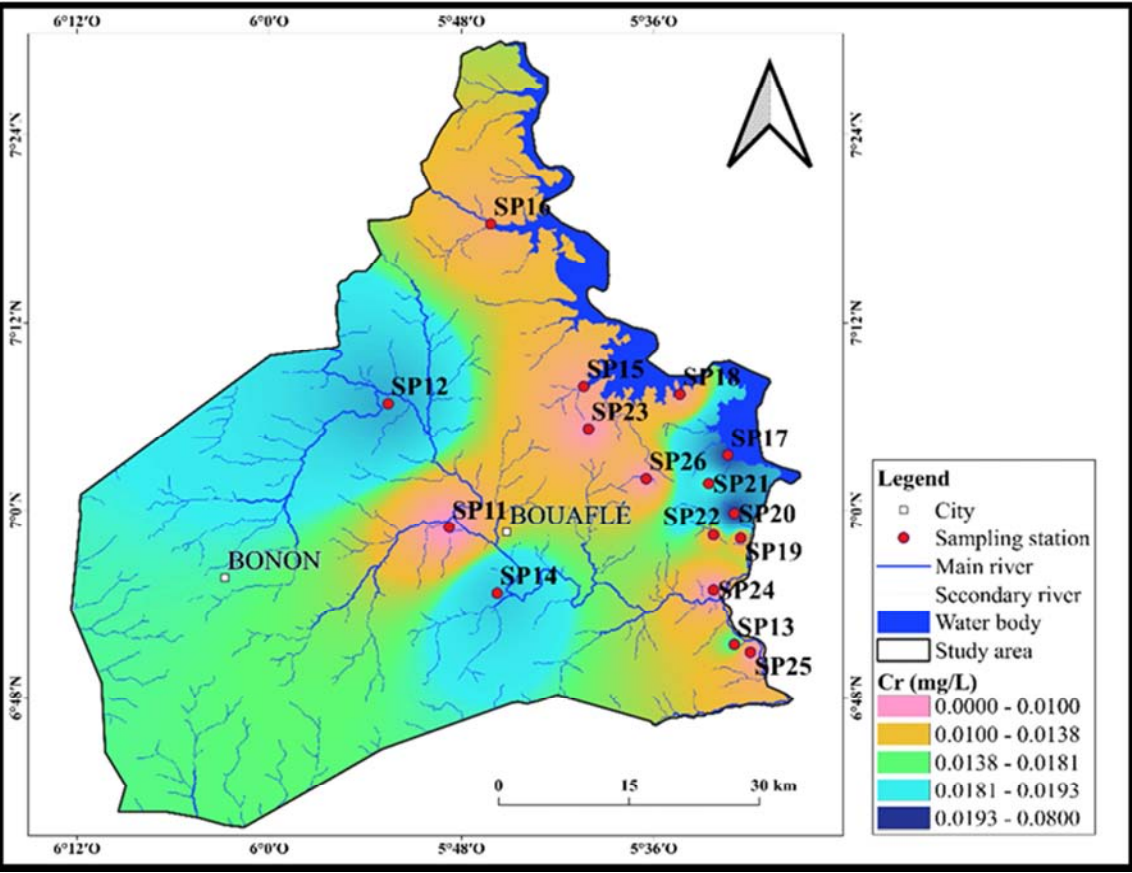 6°12'O 6°0'O 5°48'O 5°36'O
7°24'N 7°24'N
SP16
7°12'N 7°12'N
SP15 SP18
SP12
SP23
SP17
SP26
SP21
SP11 BOUAFLÉ SP22 SP20
7°0'N 7°0'N
SP19
BONON
SP14
SP24
SP13
SP25
6°48'N 6°48'N
0 15 30 km
6°12'O 6°0'O 5°48'O 5°36'O
Legend
City
Sampling station
Main river
Secondary river
Water body
Study area
Cr (mg/L)
0.0000 - 0.0100
0.0100 - 0.0138
0.0138 - 0.0181
0.0181 - 0.0193
0.0193 - 0.0800